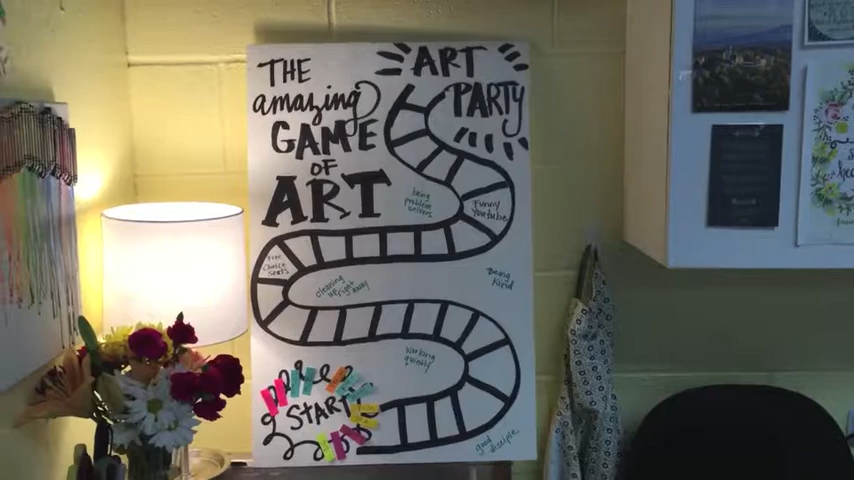 THE
amazing
GAME
OF
ART
ART
PARTY
being
problem
solvers
Funny
Youtube
Free
Choice
Seats
cleaning
up right
away
Being
Kind
working
quietly
START
good disciple